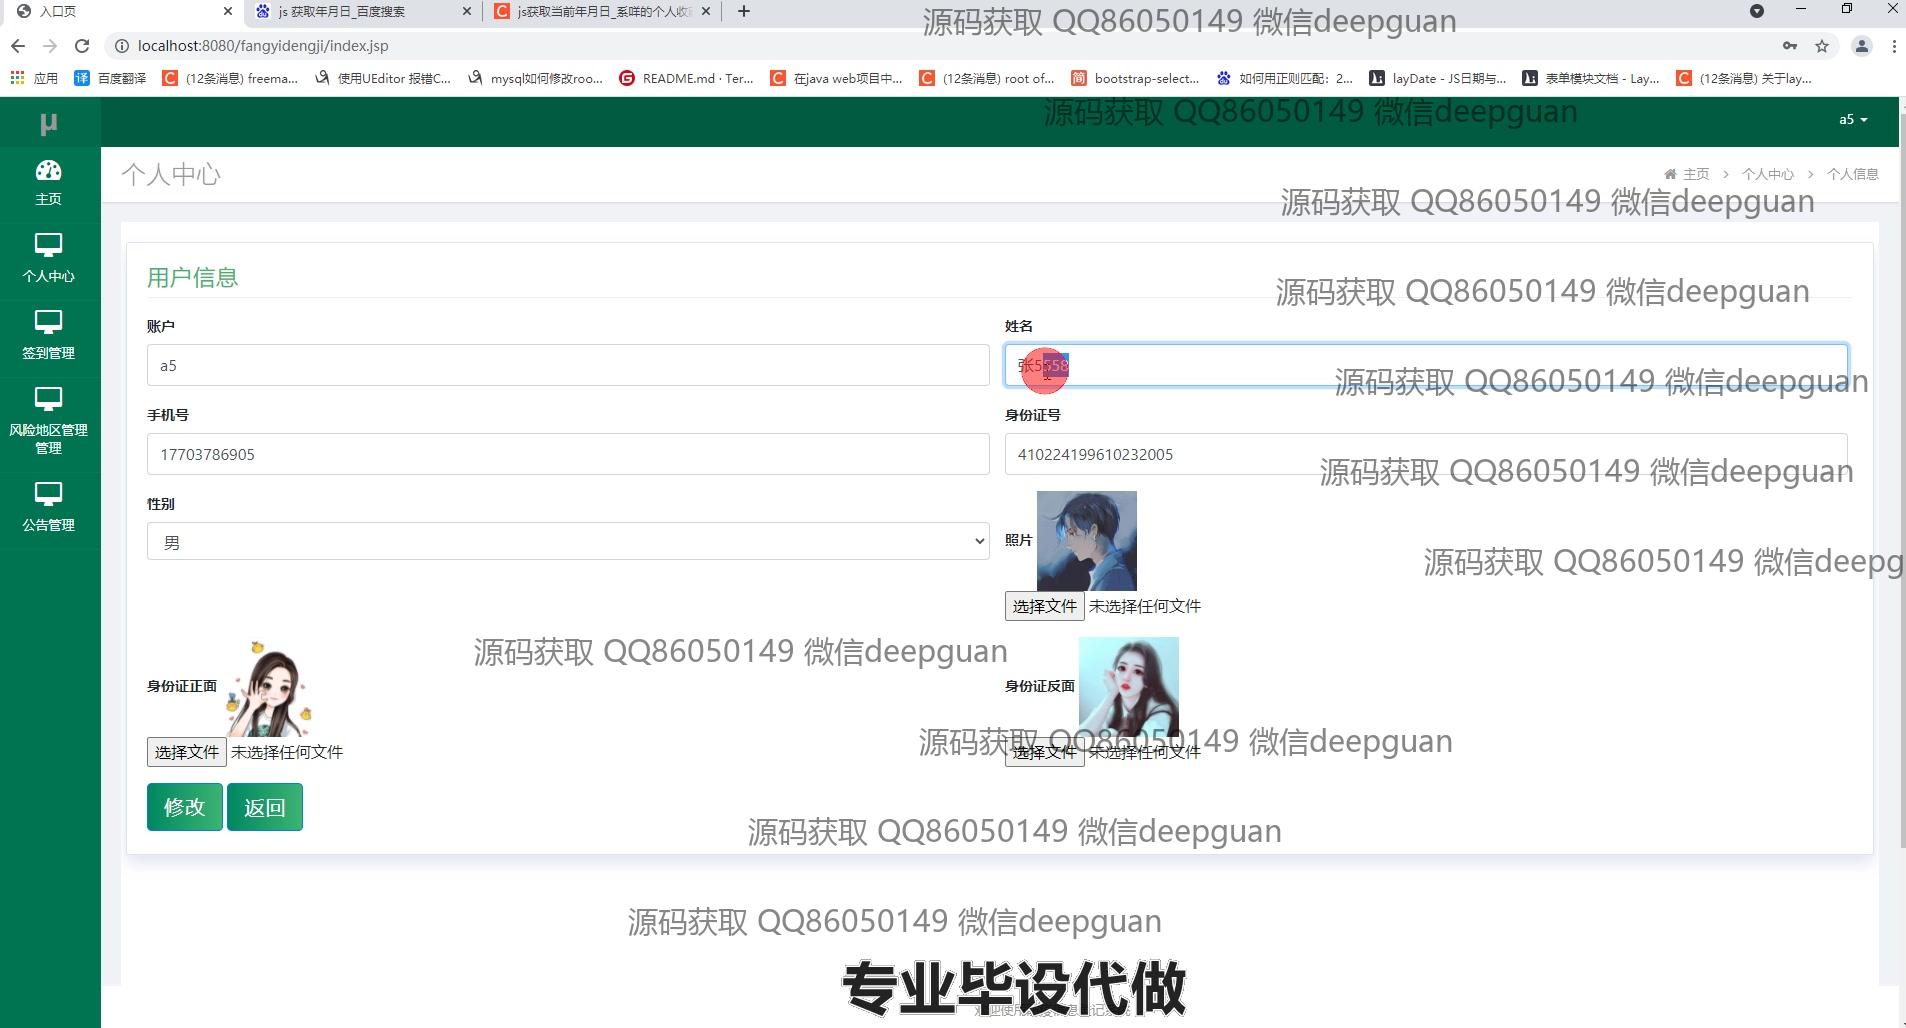 入口页
js 获取年月日_百度搜索
js获取当前年月日_系咩的个人收
localhost:8080/fangyidengji/index.jsp
应用
百度翻译
(12条消息) freema...
使用UEditor 报错C...
mysql如何修改roo...
README.md · Ter...
在java web项目中...
(12条消息) root of...
bootstrap-select...
如何用正则匹配：2...
layDate - JS日期与...
表单模块文档 - Lay...
(12条消息) 关于lay...
源码获取 QQ86050149 微信deepguan
源码获取 QQ86050149 微信deepguan
μ
a5
主页
个人中心
签到管理
风险地区管理
管理
公告管理
个人中心
主页 > 个人中心 > 个人信息
源码获取 QQ86050149 微信deepguan
用户信息
源码获取 QQ86050149 微信deepguan
账户
姓名
a5
张5558
源码获取 QQ86050149 微信deepguan
手机号
身份证号
17703786905
410224199610232005
源码获取 QQ86050149 微信deepguan
性别
男
照片
源码获取 QQ86050149 微信deepg
选择文件 未选择任何文件
源码获取 QQ86050149 微信deepguan
身份证正面
身份证反面
源码获取 QQ86050149 微信deepguan
选择文件 未选择任何文件
选择文件 未选择任何文件
修改
返回
源码获取 QQ86050149 微信deepguan
源码获取 QQ86050149 微信deepguan
专业毕设代做